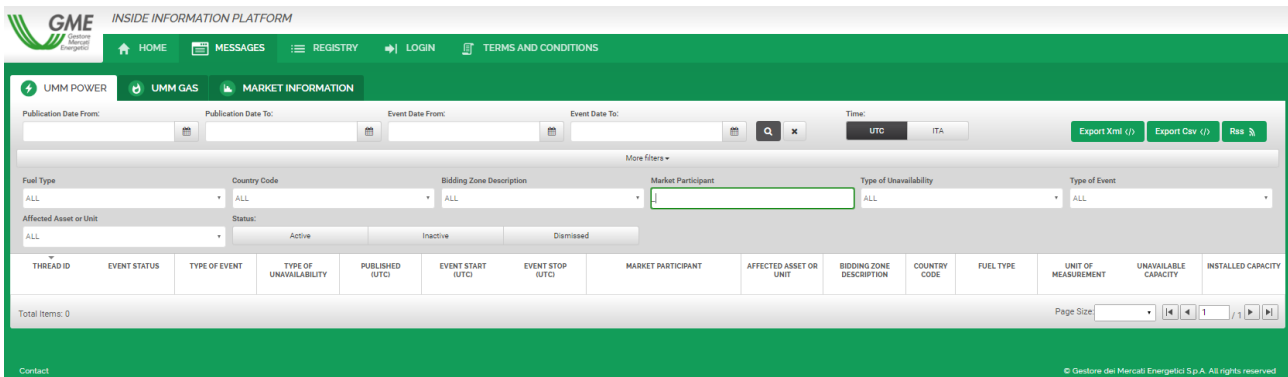 GME
Gestore
Mercati
Energetici
INSIDE INFORMATION PLATFORM
HOME MESSAGES REGISTRY LOGIN TERMS AND CONDITIONS
UMM POWER UMM GAS MARKET INFORMATION
Publication Date From: Publication Date To: Event Date From: Event Date To: Time:
UTC ITA Export Xml </> Export Csv </> Rss
More filters
Fuel Type Country Code Bidding Zone Description Market Participant Type of Unavailability Type of Event
ALL ALL ALL ALL ALL
Affected Asset or Unit Status:
ALL Active Inactive Dismissed
THREAD ID EVENT STATUS TYPE OF EVENT TYPE OF PUBLISHED EVENT START EVENT STOP MARKET PARTICIPANT AFFECTED ASSET OR BIDDING ZONE COUNTRY FUEL TYPE UNIT OF UNAVAILABLE INSTALLED CAPACITY
UNAVAILABILITY (UTC) (UTC) (UTC) UNIT DESCRIPTION CODE MEASUREMENT CAPACITY
Total Items: 0 Page Size: 1 / 1
Contact © Gestore dei Mercati Energetici S.p.A. All rights reserved